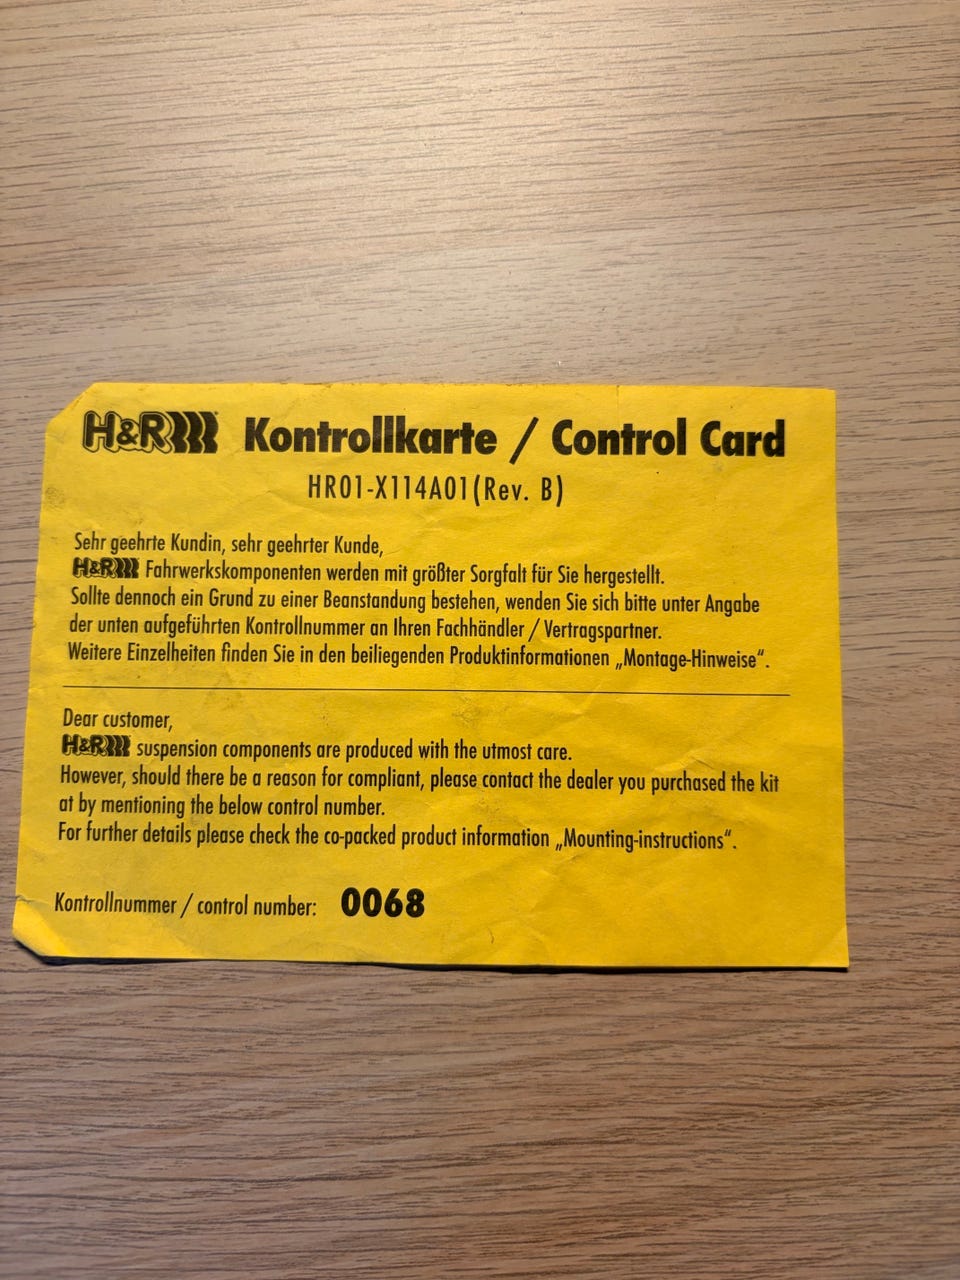 H&R Kontrollkarte / Control Card
HR01-X114A01(Rev. B)
Sehr geehrte Kundin, sehr geehrter Kunde,
H&R Fahrwerkskomponenten werden mit größter Sorgfalt für Sie hergestellt.
Sollte dennoch ein Grund zu einer Beanstandung bestehen, wenden Sie sich bitte unter Angabe
der unten aufgeführten Kontrollnummer an Ihren Fachhändler / Vertragspartner.
Weitere Einzelheiten finden Sie in den beiliegenden Produktinformationen „Montage-Hinweise“.
Dear customer,
H&R suspension components are produced with the utmost care.
However, should there be a reason for compliant, please contact the dealer you purchased the kit
at by mentioning the below control number.
For further details please check the co-packed product information „Mounting-instructions“.
Kontrollnummer / control number: 0068